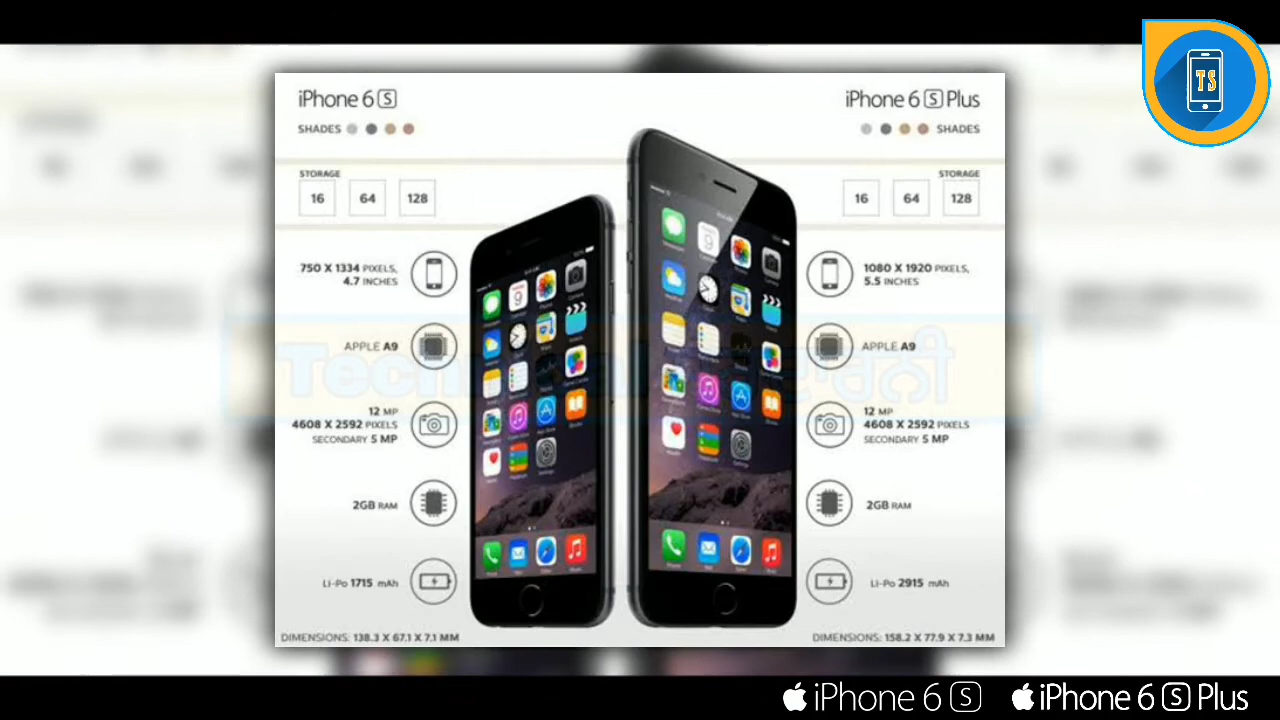 TS
iPhone 6 S
SHADES
iPhone 6 S Plus
SHADES
STORAGE
16 64 128
STORAGE
16 64 128
750 X 1334 PIXELS,
4.7 INCHES
APPLE A9
12 MP
4608 X 2592 PIXELS
SECONDARY 5 MP
2GB RAM
Li-Po 1715 mAh
DIMENSIONS: 138.3 X 67.1 X 7.1 MM
1080 X 1920 PIXELS,
5.5 INCHES
APPLE A9
12 MP
4608 X 2592 PIXELS
SECONDARY 5 MP
2GB RAM
Li-Po 2915 mAh
DIMENSIONS: 158.2 X 77.9 X 7.3 MM
iPhone 6 S
iPhone 6 S Plus